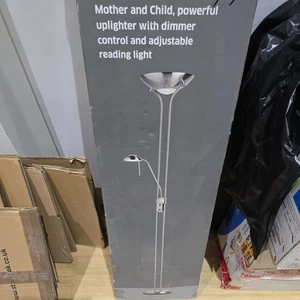 Mother and Child, powerful
uplighter with dimmer
control and adjustable
reading light